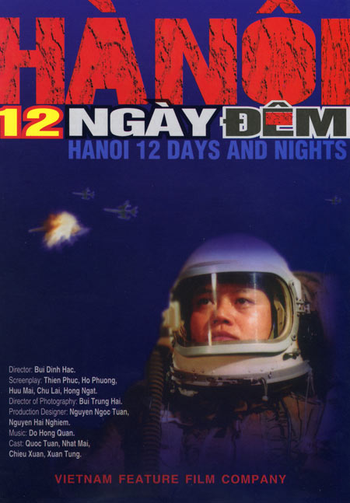 HÀNÔI
12 NGÀY ĐÊM
HANOI 12 DAYS AND NIGHTS
Director: Bui Dinh Hac.
Screenplay: Thien Phuc, Ho Phuong,
Huu Mai, Chu Lai, Hong Ngat.
Director of Photography: Bui Trung Hai.
Production Designer: Nguyen Ngoc Tuan,
Nguyen Hai Nghiem.
Music: Do Hong Quan.
Cast: Quoc Tuan, Nhat Mai,
Chieu Xuan, Xuan Tung.
VIETNAM FEATURE FILM COMPANY